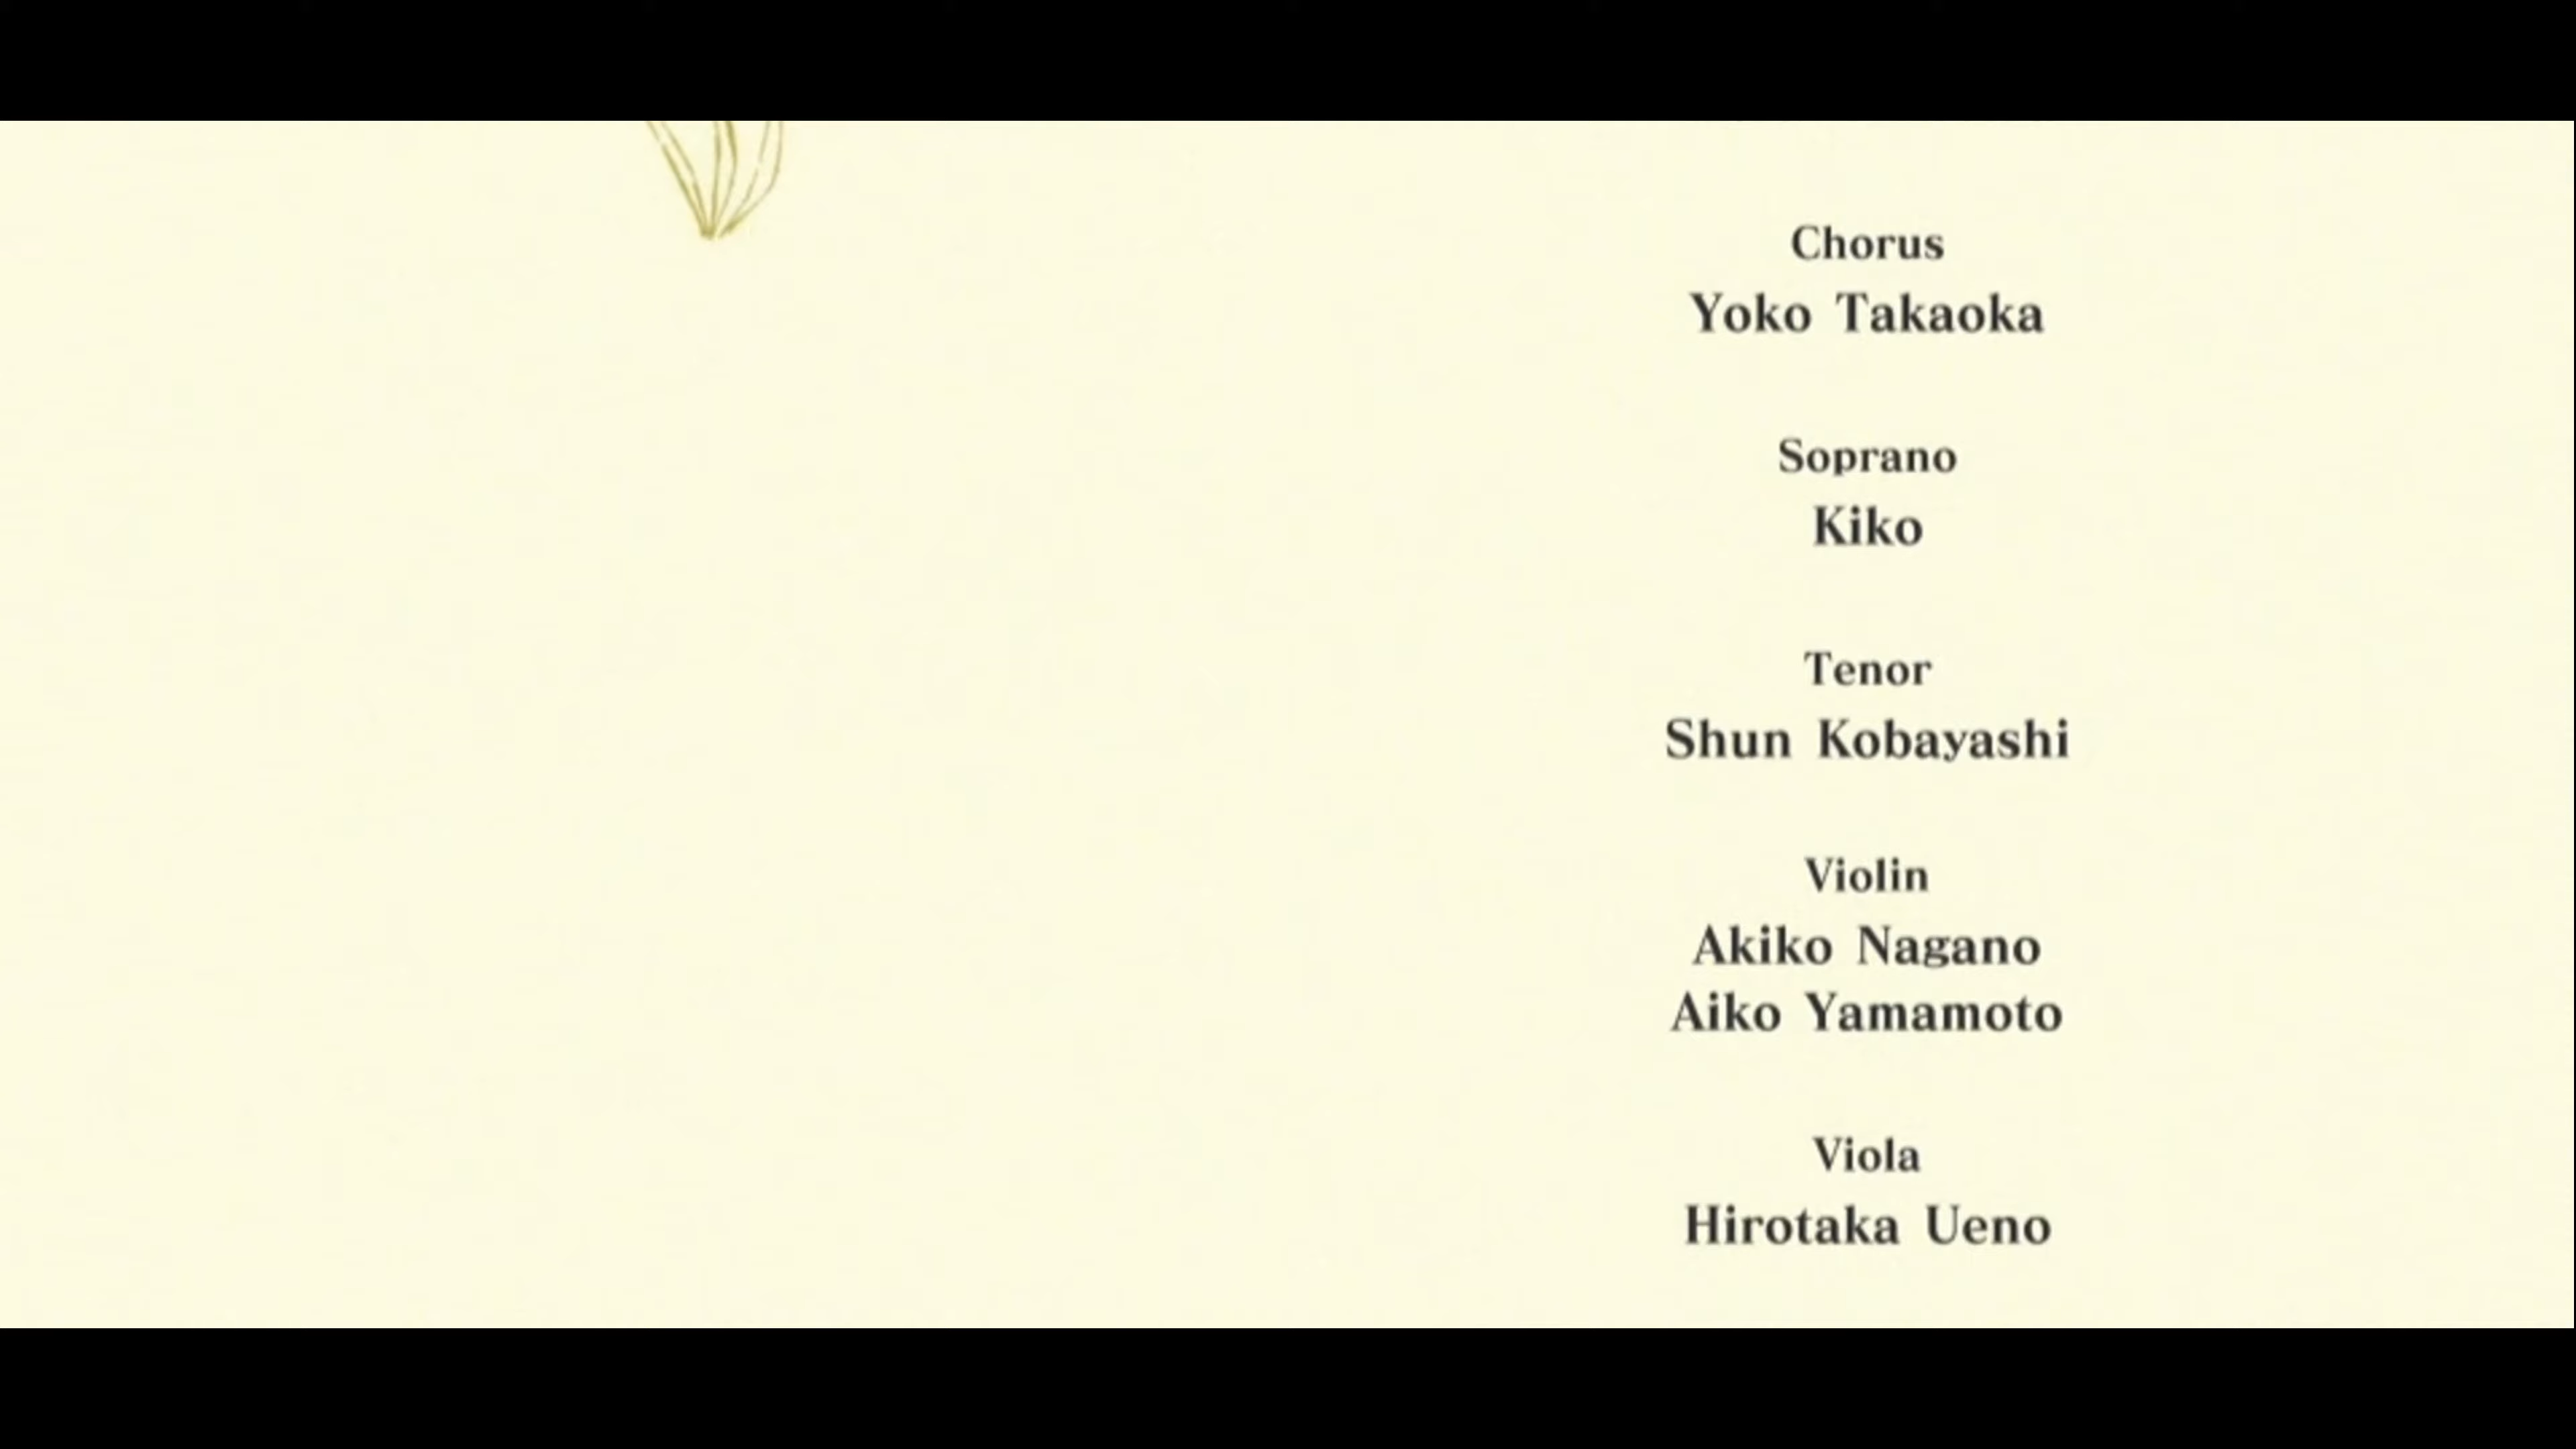 Chorus
Yoko Takaoka
Soprano
Kiko
Tenor
Shun Kobayashi
Violin
Akiko Nagano
Aiko Yamamoto
Viola
Hirotaka Ueno